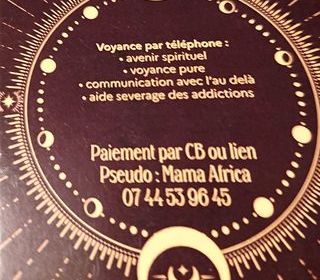 Voyance par téléphone :
• avenir spirituel
• voyance pure
• communication avec l'au delà
• aide severage des addictions
Paiement par CB ou lien
Pseudo : Mama Africa
07 44 53 96 45